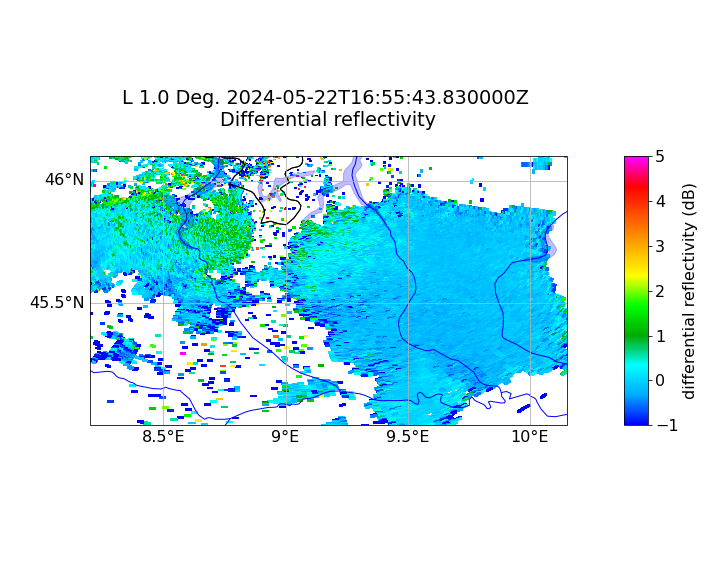 L 1.0 Deg. 2024-05-22T16:55:43.830000Z
Differential reflectivity
46°N
45.5°N
8.5°E
9°E
9.5°E
10°E
5
4
3
2
1
0
−1
differential reflectivity (dB)